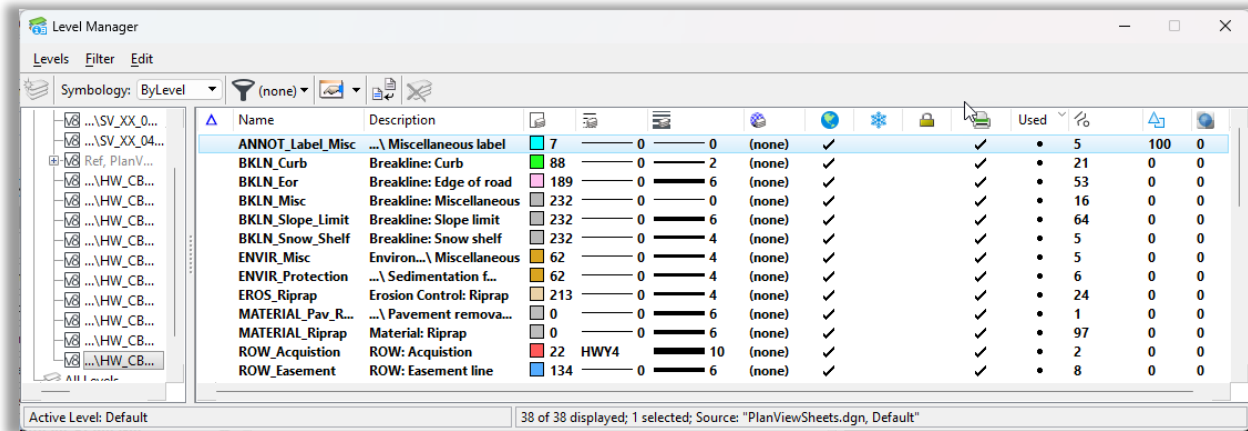 Level Manager
Levels Filter Edit
Symbology: ByLevel (none)
...\SV_XX_0...
...\SV_XX_04...
Ref, PlanV...
...\HW_CB...
...\HW_CB...
...\HW_CB...
...\HW_CB...
...\HW_CB...
...\HW_CB...
...\HW_CB...
...\HW_CB...
...\HW_CB...
...\HW_CB...
All Levels
Name Description Used
ANNOT_Label_Misc ...\ Miscellaneous label 7 0 0 (none) 5 100 0
BKLN_Curb Breakline: Curb 88 0 2 (none) 21 0 0
BKLN_Eor Breakline: Edge of road 189 0 6 (none) 53 0 0
BKLN_Misc Breakline: Miscellaneous 232 0 0 (none) 16 0 0
BKLN_Slope_Limit Breakline: Slope limit 232 0 6 (none) 64 0 0
BKLN_Snow_Shelf Breakline: Snow shelf 232 0 4 (none) 5 0 0
ENVIR_Misc Environ...\ Miscellaneous 62 0 4 (none) 5 0 0
ENVIR_Protection ...\ Sedimentation f... 62 0 4 (none) 6 0 0
EROS_Riprap Erosion Control: Riprap 213 0 4 (none) 24 0 0
MATERIAL_Pav_R... ...\ Pavement remova... 0 0 6 (none) 1 0 0
MATERIAL_Riprap Material: Riprap 0 0 6 (none) 97 0 0
ROW_Acquistion ROW: Acquistion 22 HWY4 10 (none) 2 0 0
ROW_Easement ROW: Easement line 134 0 6 (none) 8 0 0
Active Level: Default 38 of 38 displayed; 1 selected; Source: "PlanViewSheets.dgn, Default"